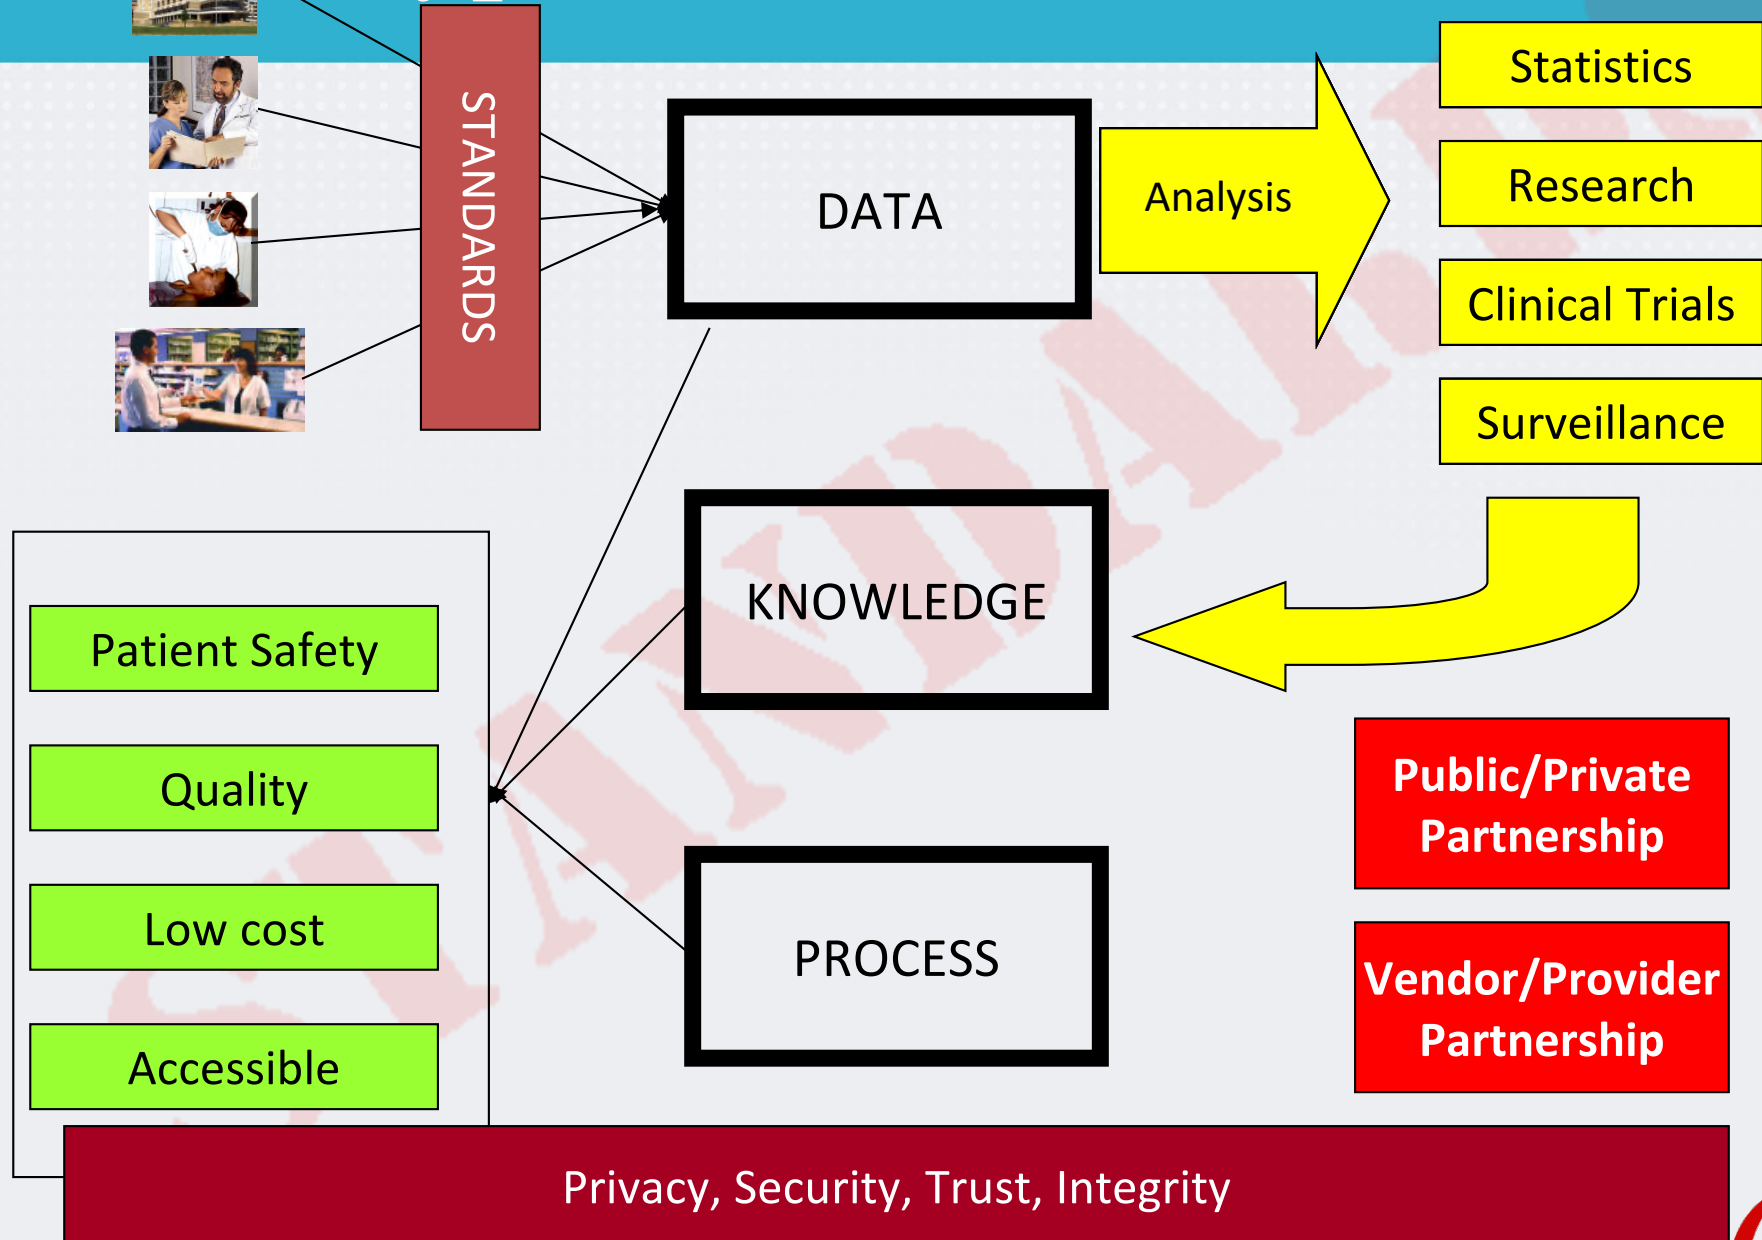 STANDARDS
DATA
Analysis
Statistics
Research
Clinical Trials
Surveillance
KNOWLEDGE
Patient Safety
Quality
Low cost
Accessible
PROCESS
Public/Private
Partnership
Vendor/Provider
Partnership
Privacy, Security, Trust, Integrity